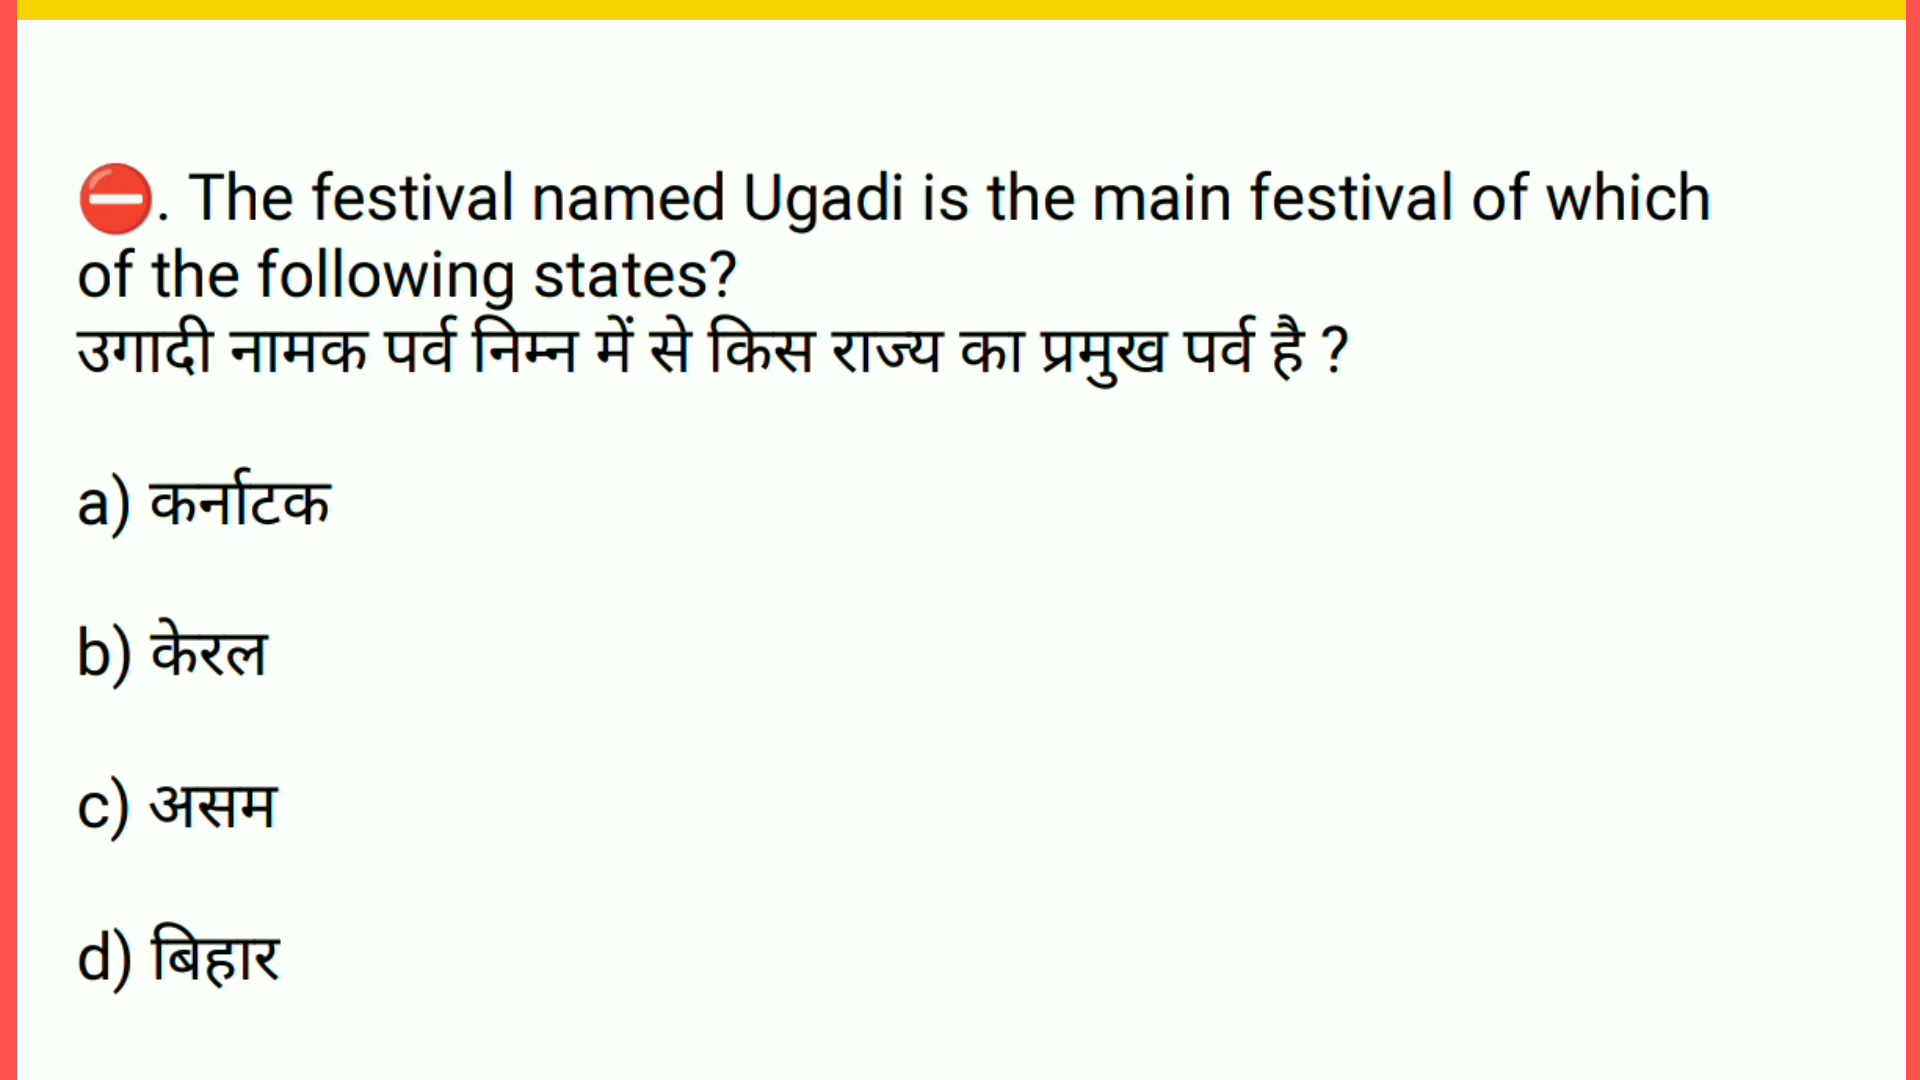 ⛔. The festival named Ugadi is the main festival of which
of the following states?
उगादी नामक पर्व निम्न में से किस राज्य का प्रमुख पर्व है ?
a) कर्नाटक
b) केरल
c) असम
d) बिहार